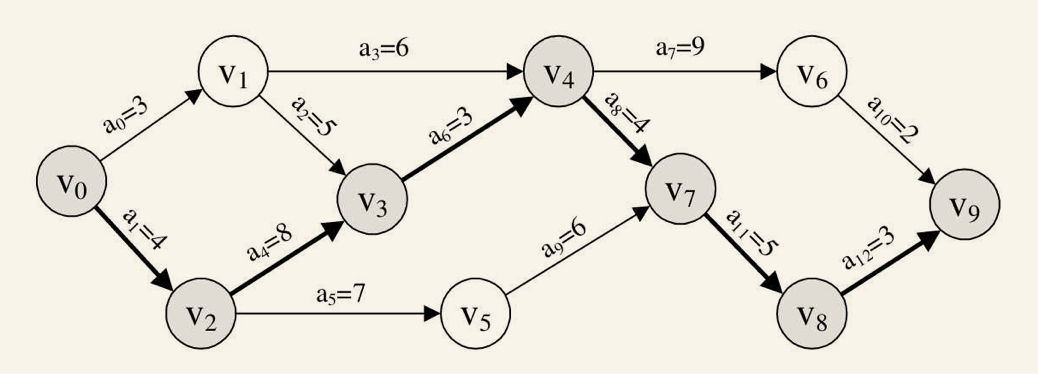 a₃=6
a₇=9
v₁
v₄
v₆
a₀=3
a₂=5
a₆=3
a₈=4
a₁₀=2
v₀
v₃
v₇
v₉
a₁=4
a₄=8
a₉=6
a₁₁=5
a₁₂=3
a₅=7
v₂
v₅
v₈